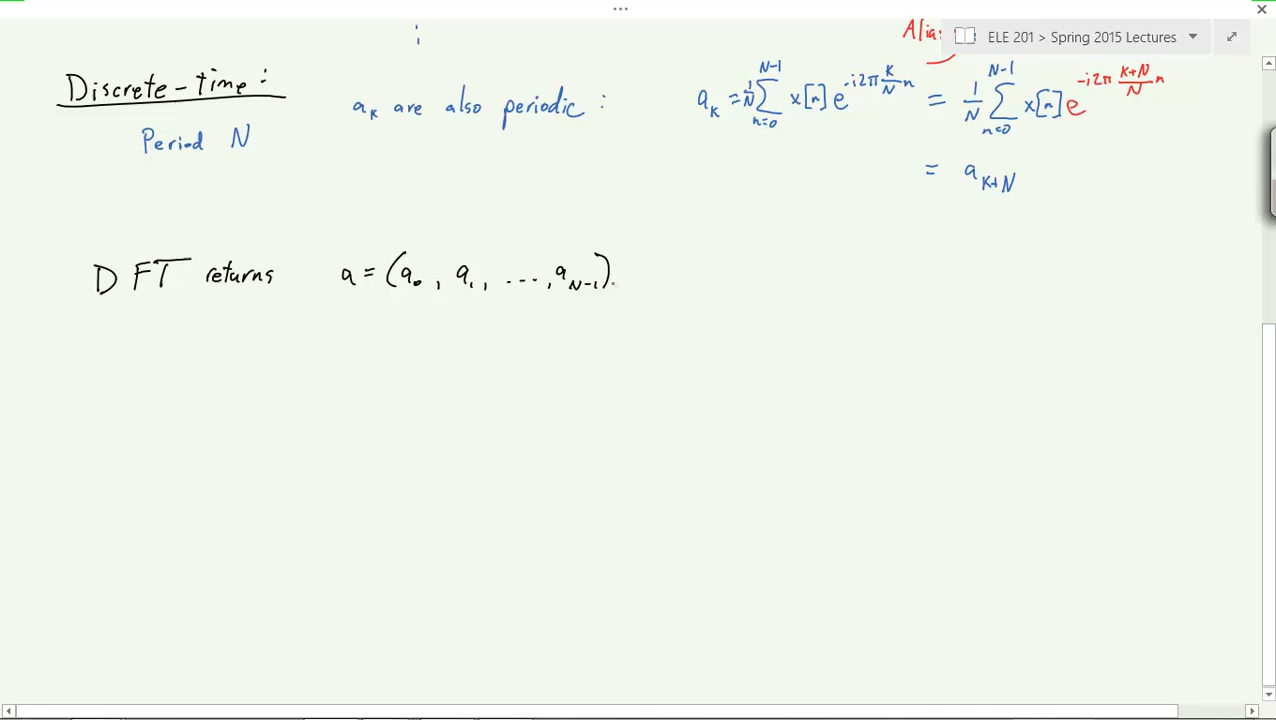 Alias
ELE 201 > Spring 2015 Lectures
Discrete-time:
Period N
a_k are also periodic :
a_k = 1/N Σ_{n=0}^{N-1} x[n] e^{-i2π k/N n} = 1/N Σ_{n=0}^{N-1} x[n] e^{-i2π (k+N)/N n}
= a_{k+N}
DFT returns a = (a_0, a_1, ..., a_{N-1}).